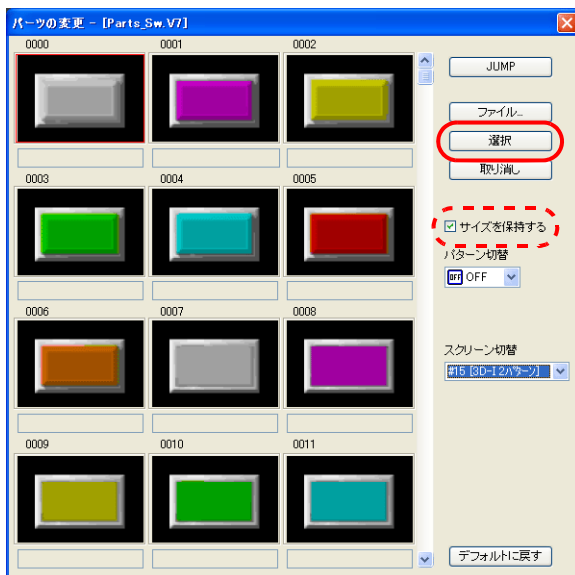 パーツの変更 - [Parts_Sw.V7]
0000 0001 0002
0003 0004 0005
0006 0007 0008
0009 0010 0011
JUMP
ファイル...
選択
取り消し
サイズを保持する
パターン切替
OFF OFF
スクリーン切替
#15 [3D-I 2パターン]
デフォルトに戻す